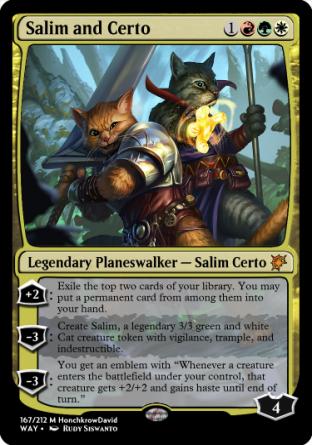 Salim and Certo 1
Legendary Planeswalker — Salim Certo
+2: Exile the top two cards of your library. You may
put a permanent card from among them into
your hand.
-3: Create Salim, a legendary 3/3 green and white
Cat creature token with vigilance, trample, and
indestructible.
-3: You get an emblem with “Whenever a creature
enters the battlefield under your control, that
creature gets +2/+2 and gains haste until end of
turn.”
4
167/212 M HonchkrowDavid
WAY • Rudy Siswanto